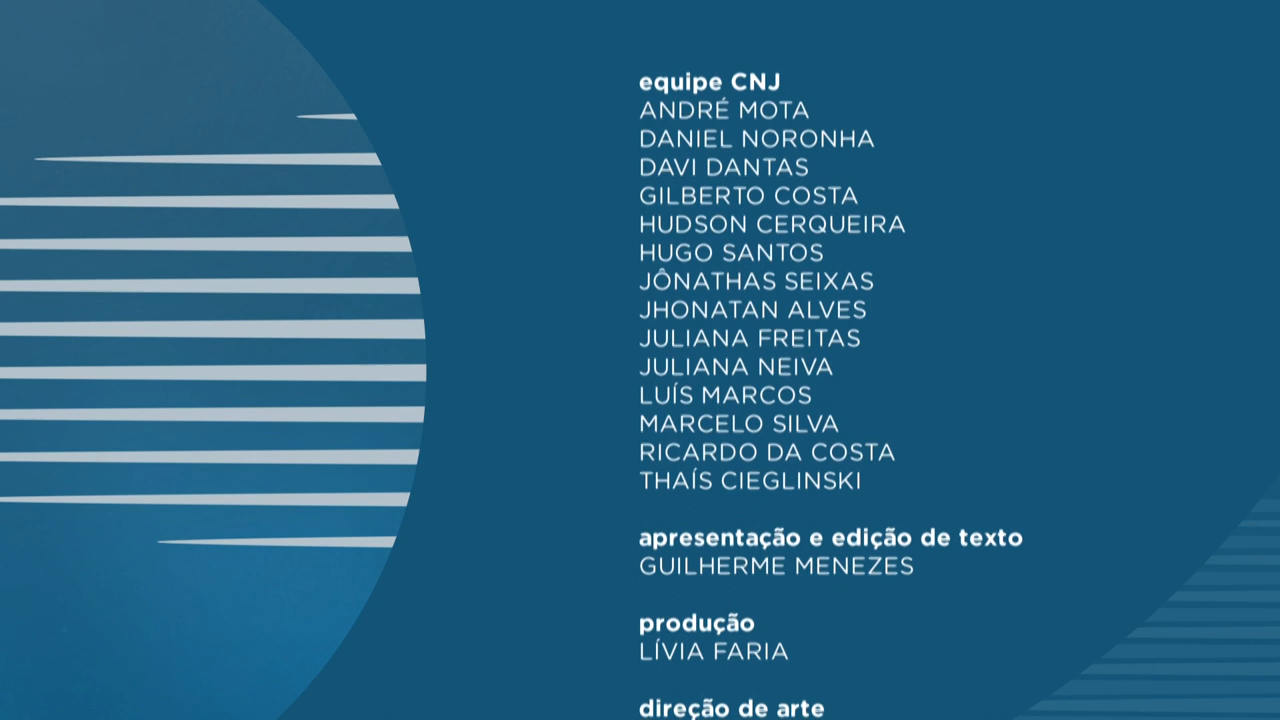 equipe CNJ
ANDRÉ MOTA
DANIEL NORONHA
DAVI DANTAS
GILBERTO COSTA
HUDSON CERQUEIRA
HUGO SANTOS
JÔNATHAS SEIXAS
JHONATAN ALVES
JULIANA FREITAS
JULIANA NEIVA
LUÍS MARCOS
MARCELO SILVA
RICARDO DA COSTA
THAÍS CIEGLINSKI
apresentação e edição de texto
GUILHERME MENEZES
produção
LÍVIA FARIA
direção de arte